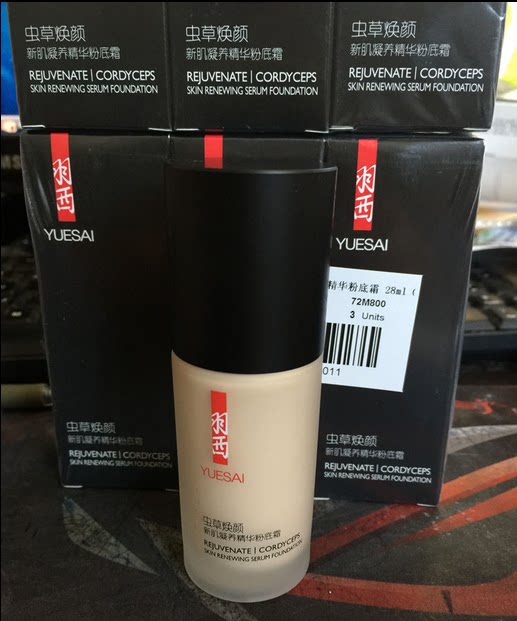 虫草焕颜
新肌凝养精华粉底霜
REJUVENATE | CORDYCEPS
SKIN RENEWING SERUM FOUNDATION
虫草焕颜
新肌凝养精华粉底霜
REJUVENATE | CORDYCEPS
SKIN RENEWING SERUM FOUNDATION
虫草焕颜
新肌凝养精华粉底霜
REJUVENATE | CORDYCEPS
SKIN RENEWING SERUM FOUNDATION
羽西
YUESAI
虫草焕颜
新肌凝养精华粉底霜
REJUVENATE | CORDYCEPS
SKIN RENEWING SERUM FOUNDATION
羽西
YUESAI
精华粉底霜 28ml (
72M800
3 Units
011
虫草焕颜
新肌凝养精华粉底霜
REJUVENATE | CORDYCEPS
SKIN RENEWING SERUM FOUNDATION
羽西
YUESAI
虫草焕颜
新肌凝养精华粉底霜
REJUVENATE | CORDYCEPS
SKIN RENEWING SERUM FOUNDATION